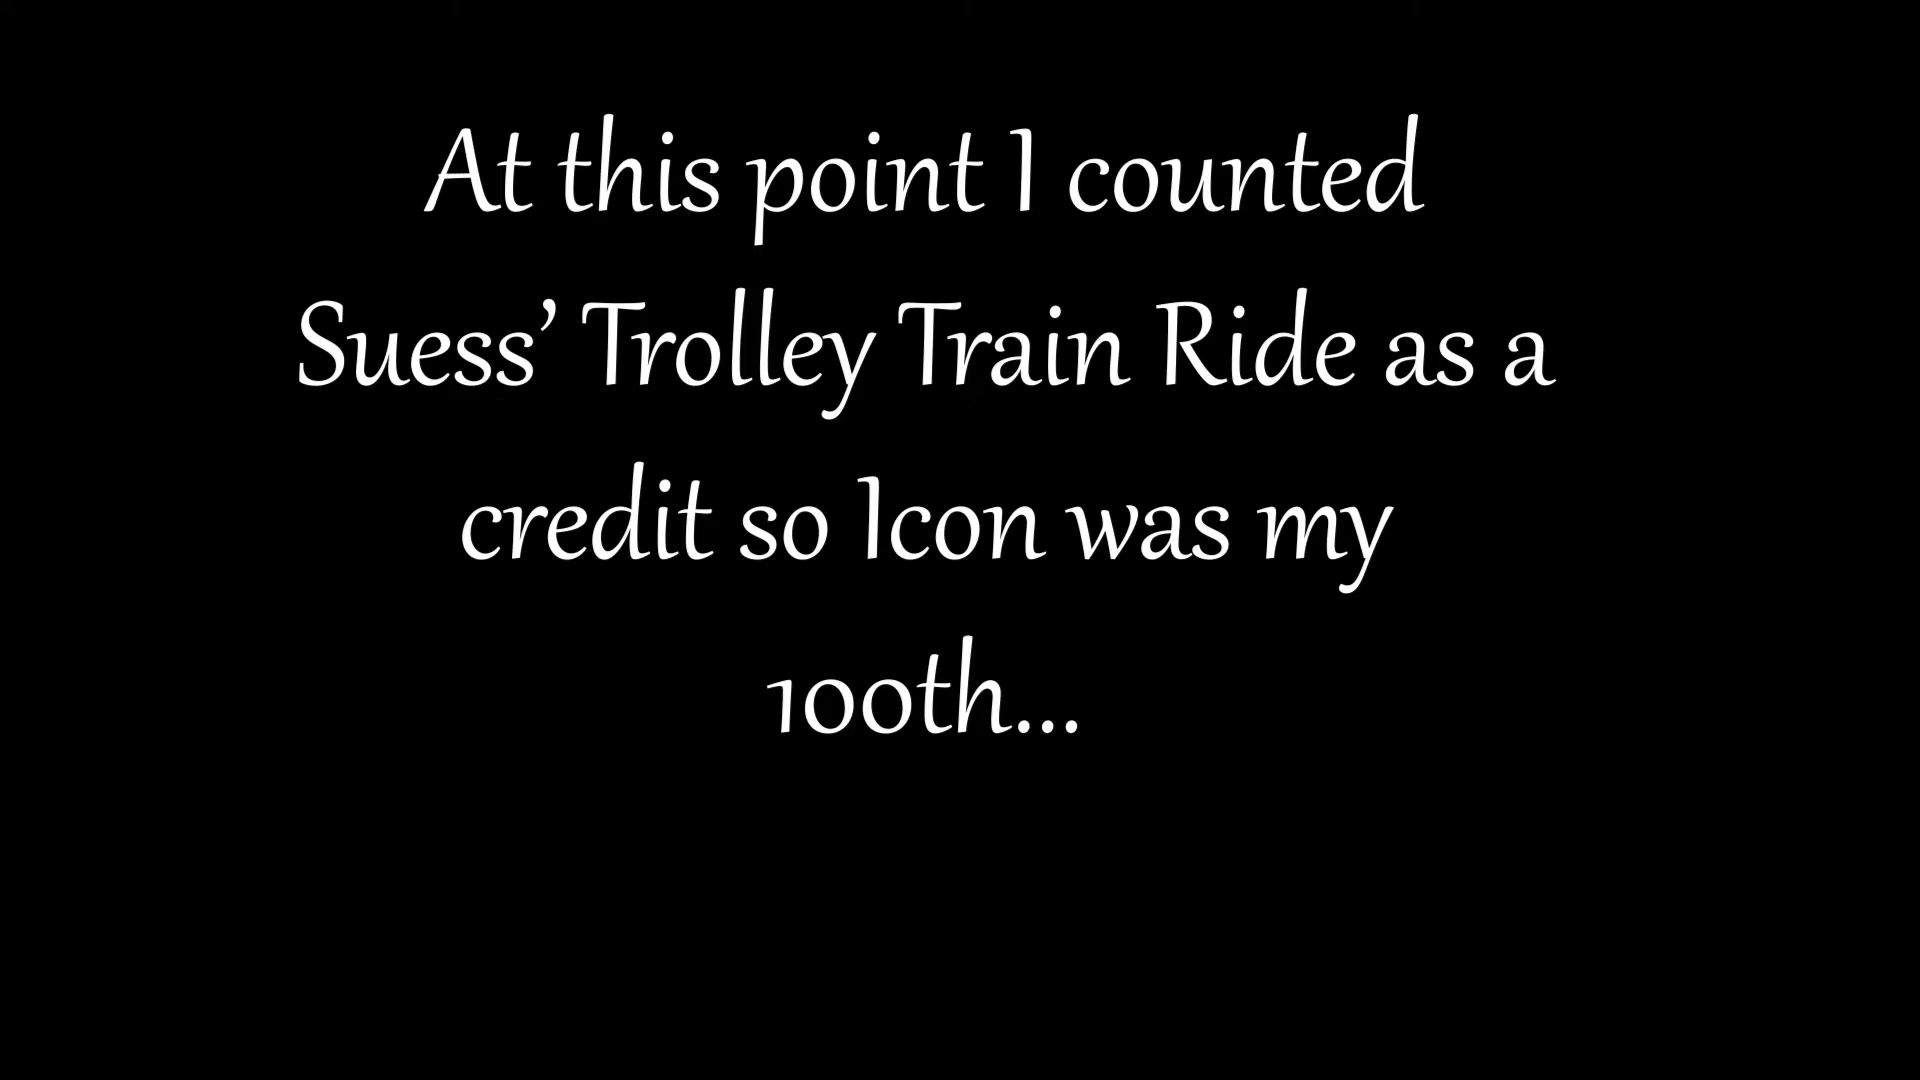 At this point I counted
Suess’ Trolley Train Ride as a
credit so Icon was my
100th...